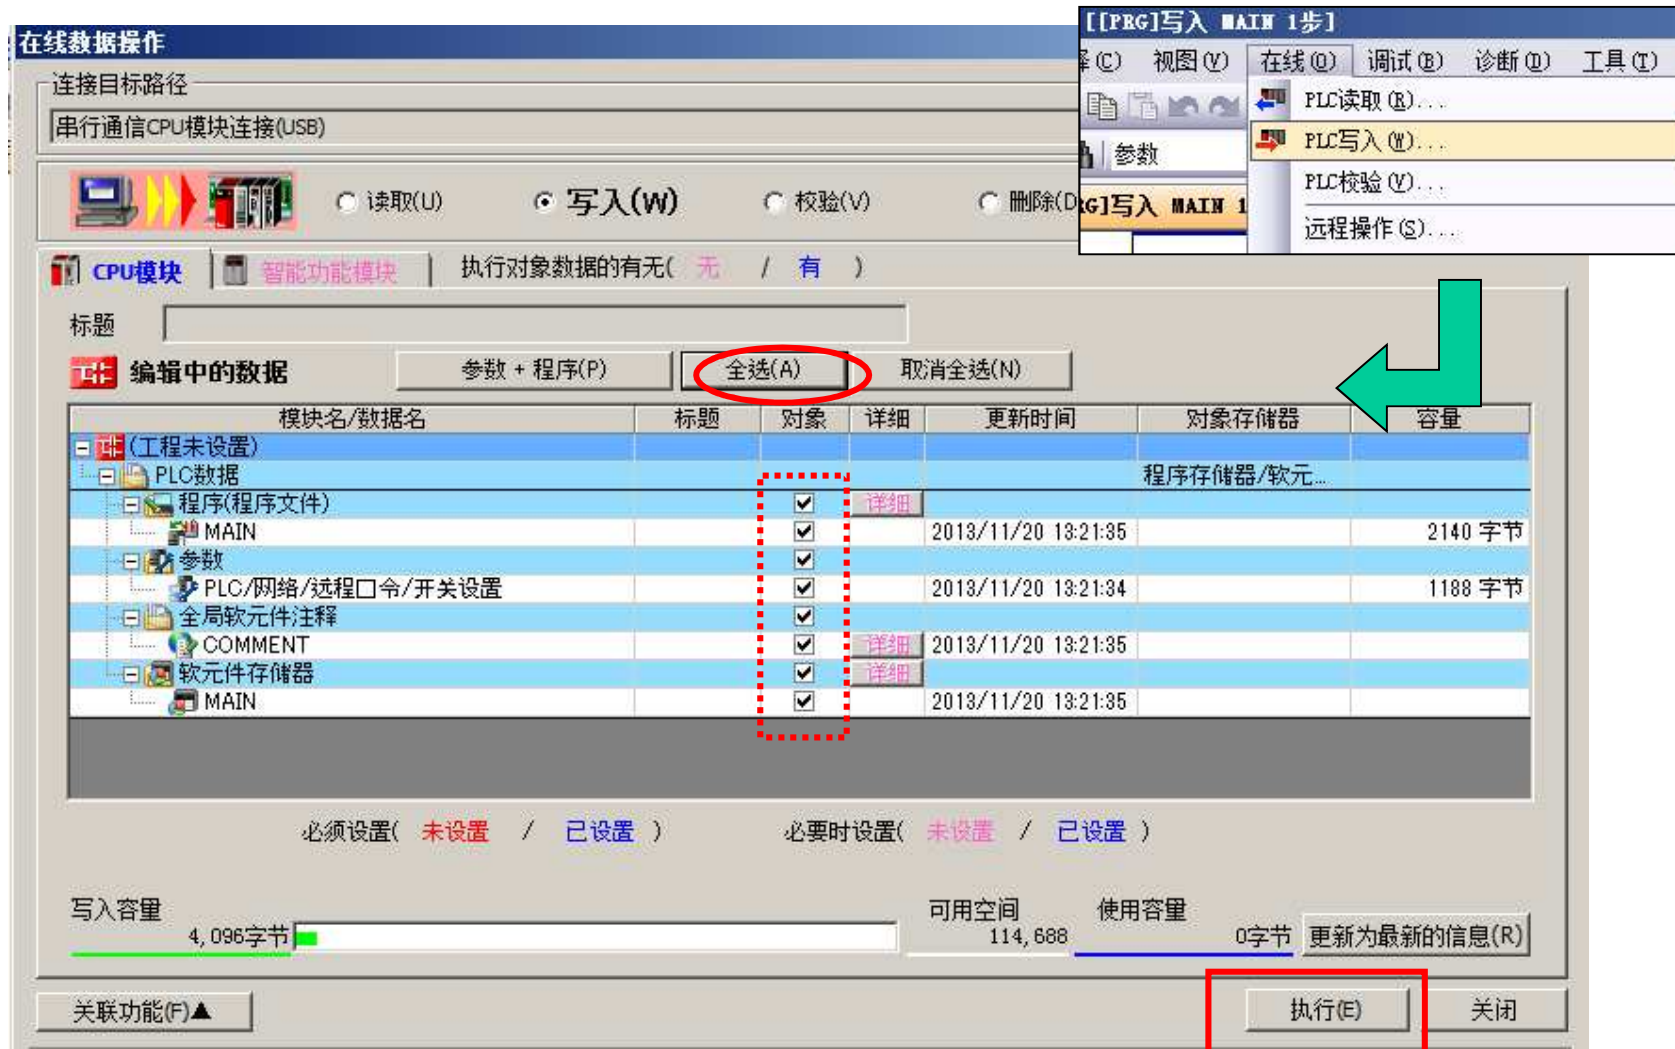 [[PRG]写入 MAIN 1步]
(C) 视图(V) 在线(O) 调试(B) 诊断(D) 工具(T)
PLC读取(R)...
参数
PLC写入(W)...
PLC校验(V)...
RG]写入 MAIN 1
远程操作(S)...
在线数据操作
连接目标路径
串行通信CPU模块连接(USB)
读取(U) 写入(W) 校验(V) 删除(D
CPU模块 智能功能模块 执行对象数据的有无( 无 / 有 )
标题
编辑中的数据 参数 + 程序(P) 全选(A) 取消全选(N)
模块名/数据名 标题 对象 详细 更新时间 对象存储器 容量
(工程未设置)
PLC数据 程序存储器/软元...
程序(程序文件) 详细
MAIN 2013/11/20 13:21:35 2140 字节
参数
PLC/网络/远程口令/开关设置 2013/11/20 13:21:34 1188 字节
全局软元件注释
COMMENT 详细 2013/11/20 13:21:35
软元件存储器 详细
MAIN 2013/11/20 13:21:35
必须设置( 未设置 / 已设置 ) 必要时设置( 未设置 / 已设置 )
写入容量 可用空间 使用容量
4,096字节 114,688 0字节 更新为最新的信息(R)
关联功能(F)▲ 执行(E) 关闭